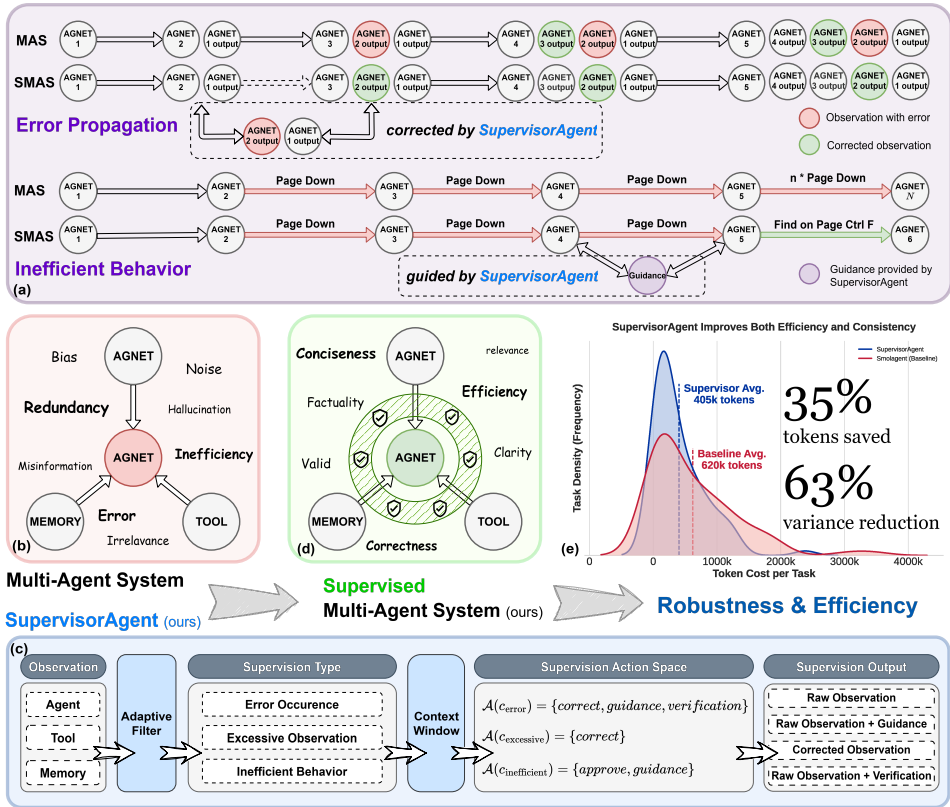 MAS
AGNET 1
AGNET 2
AGNET 1 output
AGNET 3
AGNET 2 output
AGNET 1 output
AGNET 4
AGNET 3 output
AGNET 2 output
AGNET 1 output
AGNET 5
AGNET 4 output
AGNET 3 output
AGNET 2 output
AGNET 1 output
SMAS
AGNET 1
AGNET 2
AGNET 1 output
AGNET 3
AGNET 2 output
AGNET 1 output
AGNET 4
AGNET 3 output
AGNET 2 output
AGNET 1 output
AGNET 5
AGNET 4 output
AGNET 3 output
AGNET 2 output
AGNET 1 output
Error Propagation
AGNET 2 output
AGNET 1 output
corrected by SupervisorAgent
Observation with error
Corrected observation
MAS
AGNET 1
AGNET 2
Page Down
AGNET 3
Page Down
AGNET 4
Page Down
AGNET 5
n * Page Down
AGNET N
SMAS
AGNET 1
AGNET 2
Page Down
AGNET 3
Page Down
AGNET 4
Page Down
AGNET 5
Find on Page Ctrl F
AGNET 6
Inefficient Behavior
guided by SupervisorAgent
Guidance
Guidance provided by
SupervisorAgent
(a)
Bias
AGNET
Noise
Redundancy
Hallucination
AGNET
Inefficiency
Misinformation
MEMORY
Error
TOOL
Irrelavance
(b)
Conciseness
AGNET
relevance
Efficiency
Factuality
Valid
AGNET
Clarity
MEMORY
TOOL
Correctness
(d)
SupervisorAgent Improves Both Efficiency and Consistency
SupervisorAgent
Smolagent (Baseline)
Supervisor Avg.
405k tokens
Baseline Avg.
620k tokens
35%
tokens saved
63%
variance reduction
Task Density (Frequency)
0
1000k
2000k
3000k
4000k
Token Cost per Task
(e)
Multi-Agent System
SupervisorAgent (ours)
Supervised
Multi-Agent System (ours)
Robustness & Efficiency
(c)
Observation
Agent
Tool
Memory
Adaptive
Filter
Supervision Type
Error Occurence
Excessive Observation
Inefficient Behavior
Context
Window
Supervision Action Space
𝒜(c_error) = {correct, guidance, verification}
𝒜(c_excessive) = {correct}
𝒜(c_inefficient) = {approve, guidance}
Supervision Output
Raw Observation
Raw Observation + Guidance
Corrected Observation
Raw Observation + Verification